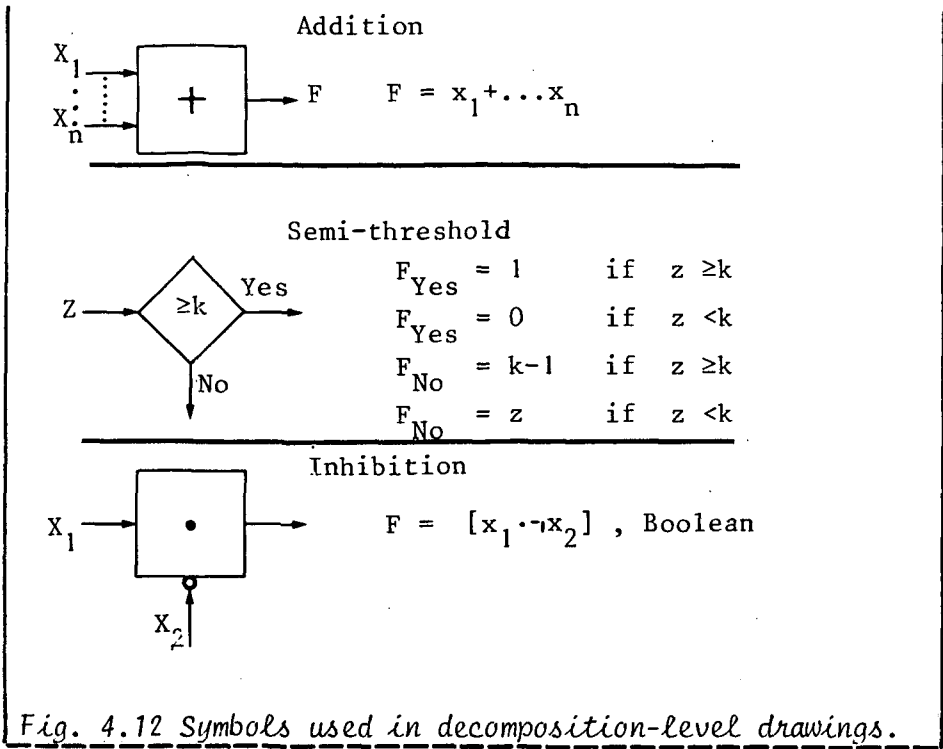 Addition
X1
+ F F = x1+...xn
Xn
Semi-threshold
FYes = 1 if z ≥k
Z ≥k Yes
FYes = 0 if z <k
FNo = k-1 if z ≥k
No
FNo = z if z <k
Inhibition
X1 F = [x1·¬x2] , Boolean
X2
Fig. 4.12 Symbols used in decomposition-level drawings.